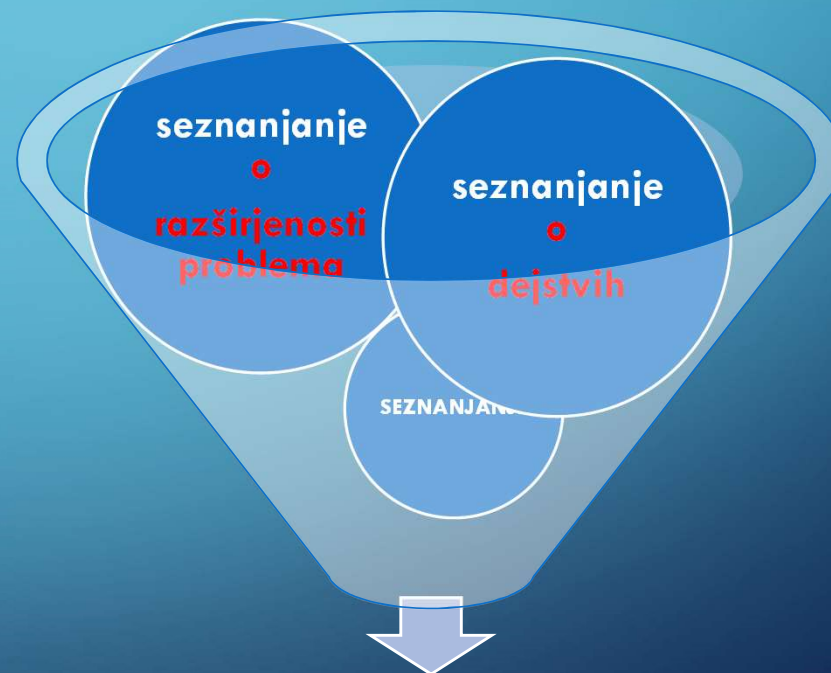 seznanjanje
o
razširjenosti
problema
seznanjanje
o
dejstvih
SEZNANJAN